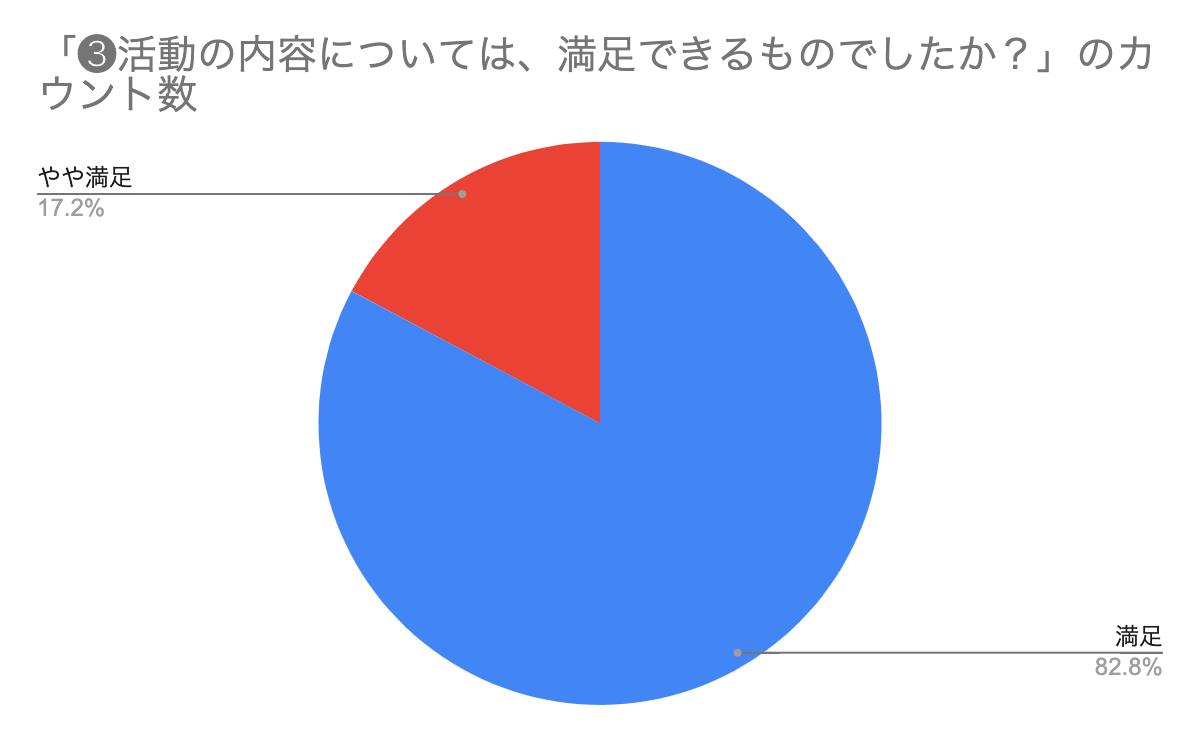 「❸活動の内容については、満足できるものでしたか？」のカ
ウント数
やや満足
17.2%
満足
82.8%